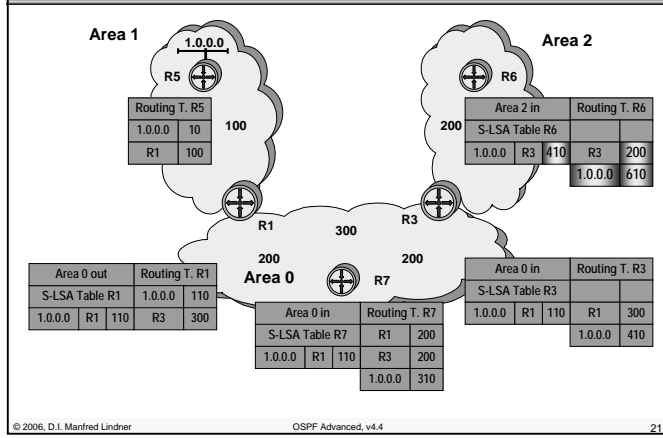 Area 1
1.0.0.0
Area 2
R5
R6
Routing T. R5
1.0.0.0 10
R1 100
100
200
Area 2 in Routing T. R6
S-LSA Table R6
1.0.0.0 R3 410 R3 200
1.0.0.0 610
R1
300
R3
200
200
Area 0
R7
Area 0 out Routing T. R1
S-LSA Table R1 1.0.0.0 110
1.0.0.0 R1 110 R3 300
Area 0 in Routing T. R7
S-LSA Table R7 R1 200
1.0.0.0 R1 110 R3 200
1.0.0.0 310
Area 0 in Routing T. R3
S-LSA Table R3
1.0.0.0 R1 110 R1 300
1.0.0.0 410
© 2006, D.I. Manfred Lindner
OSPF Advanced, v4.4
21